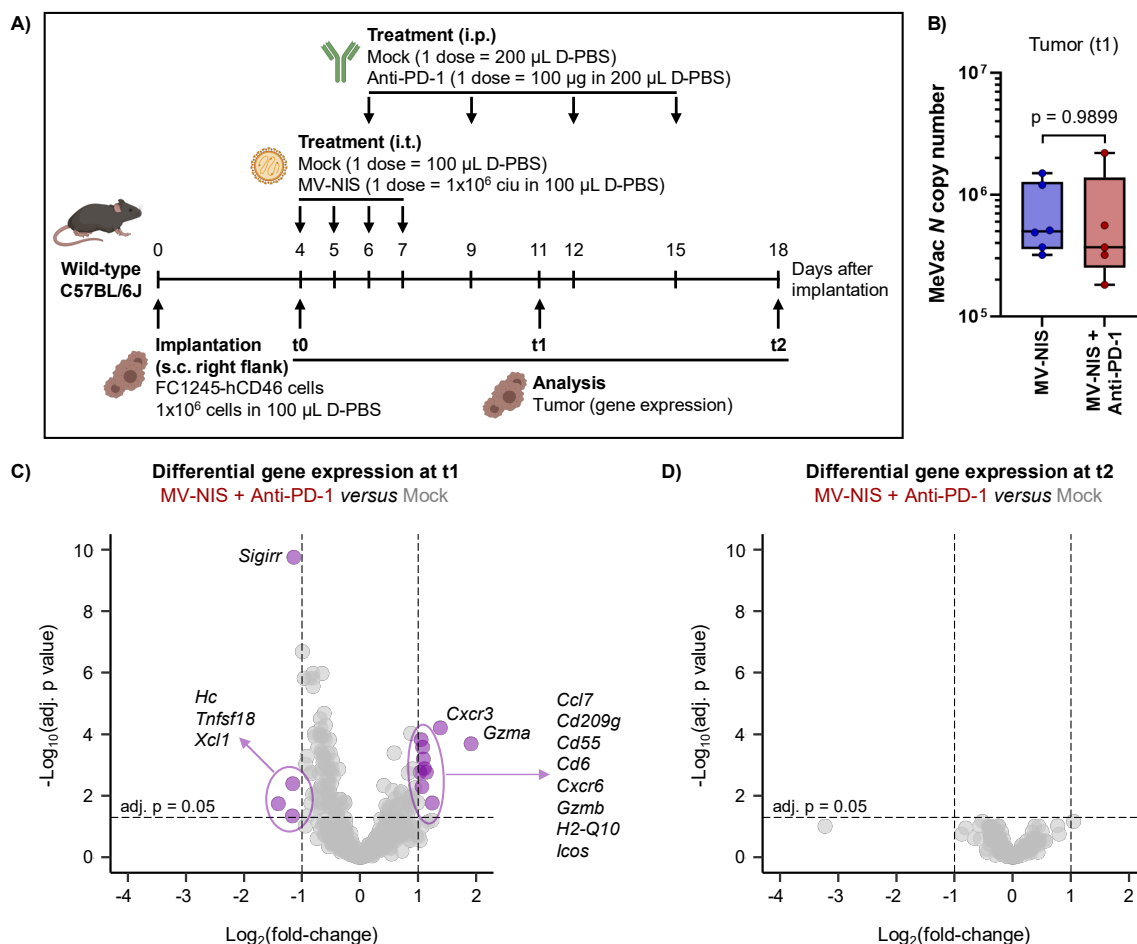 A)
Treatment (i.p.)
Mock (1 dose = 200 µL D-PBS)
Anti-PD-1 (1 dose = 100 µg in 200 µL D-PBS)
Treatment (i.t.)
Mock (1 dose = 100 µL D-PBS)
MV-NIS (1 dose = 1x10⁶ ciu in 100 µL D-PBS)
0 4 5 6 7 9 11 12 15 18
Wild-type
C57BL/6J
Days after
implantation
Implantation
(s.c. right flank)
FC1245-hCD46 cells
1x10⁶ cells in 100 µL D-PBS
t0 t1 t2
Analysis
Tumor (gene expression)
B)
Tumor (t1)
MeVac N copy number
10⁷
10⁶
10⁵
p = 0.9899
MV-NIS
MV-NIS +
Anti-PD-1
C)
Differential gene expression at t1
MV-NIS + Anti-PD-1 versus Mock
-Log₁₀(adj. p value)
10
8
6
4
2
0
Sigirr
Hc
Tnfsf18
Xcl1
Cxcr3
Gzma
Ccl7
Cd209g
Cd55
Cd6
Cxcr6
Gzmb
H2-Q10
Icos
adj. p = 0.05
-4 -3 -2 -1 0 1 2
Log₂(fold-change)
D)
Differential gene expression at t2
MV-NIS + Anti-PD-1 versus Mock
-Log₁₀(adj. p value)
10
8
6
4
2
0
adj. p = 0.05
-4 -3 -2 -1 0 1 2
Log₂(fold-change)